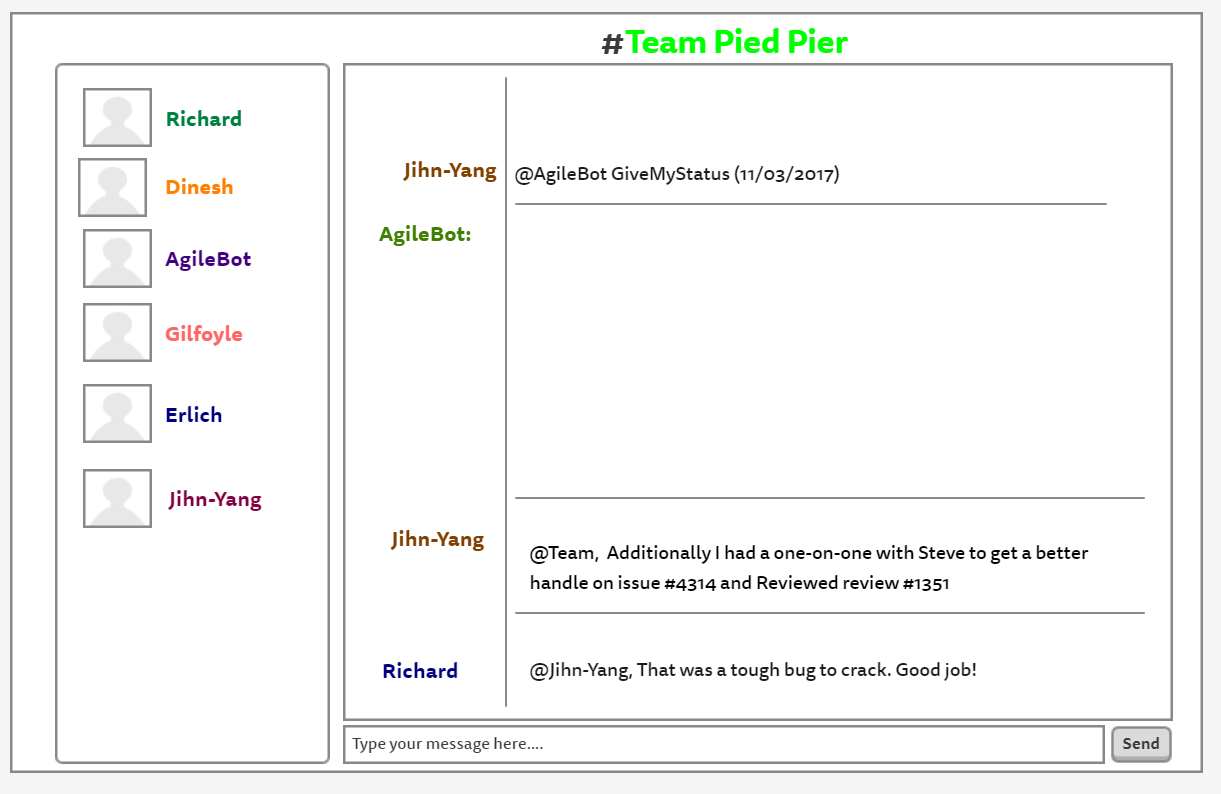 #Team Pied Pier
Richard
Dinesh
AgileBot
Gilfoyle
Erlich
Jihn-Yang
Jihn-Yang
@AgileBot GiveMyStatus (11/03/2017)
AgileBot:
Jihn-Yang
@Team,  Additionally I had a one-on-one with Steve to get a better
handle on issue #4314 and Reviewed review #1351
Richard
@Jihn-Yang, That was a tough bug to crack. Good job!
Type your message here....
Send